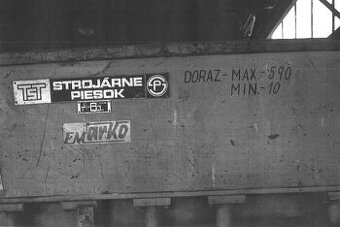 TST STROJÁRNE
PIESOK
DORAZ-MAX.-590
MIN.-10
EMarko